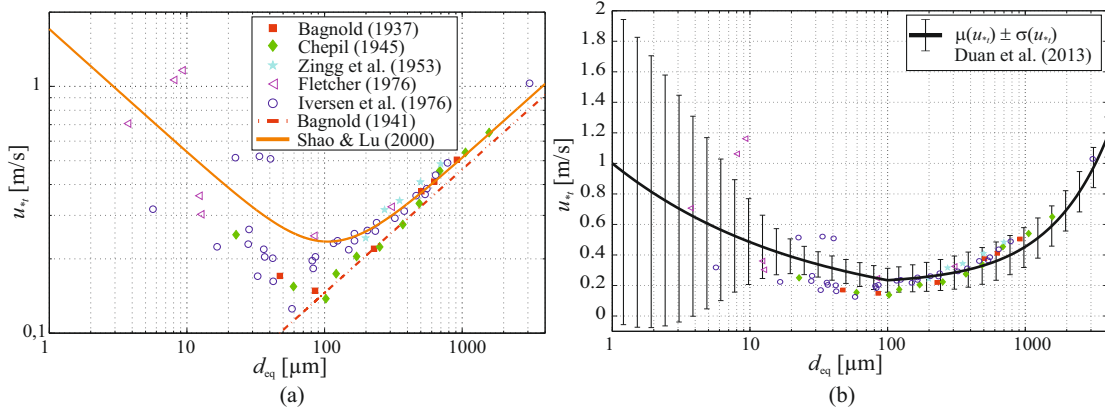 Bagnold (1937)
Chepil (1945)
Zingg et al. (1953)
Fletcher (1976)
Iversen et al. (1976)
Bagnold (1941)
Shao & Lu (2000)
1
0,1
u*t [m/s]
1 10 100 1000
deq [µm]
(a)
μ(u*t) ± σ(u*t)
Duan et al. (2013)
2
1.8
1.6
1.4
1.2
1
0.8
0.6
0.4
0.2
0
u*t [m/s]
1 10 100 1000
deq [µm]
(b)